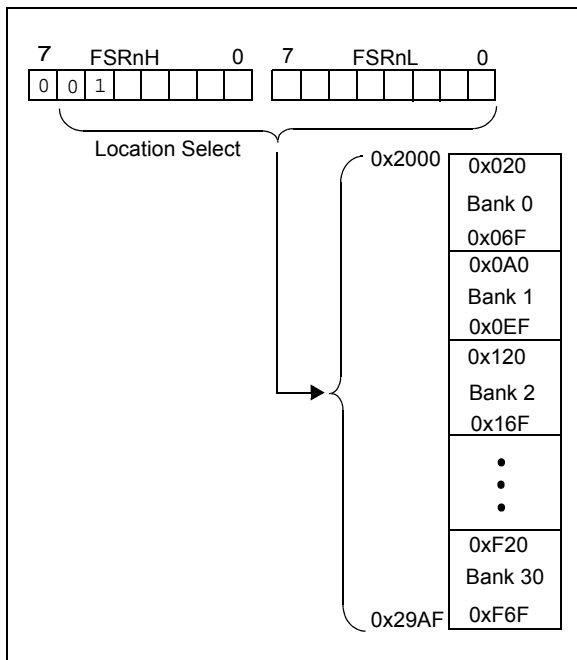 7 FSRnH 0 7 FSRnL 0
0 0 1
Location Select
0x2000
0x020
Bank 0
0x06F
0x0A0
Bank 1
0x0EF
0x120
Bank 2
0x16F
0xF20
Bank 30
0xF6F
0x29AF